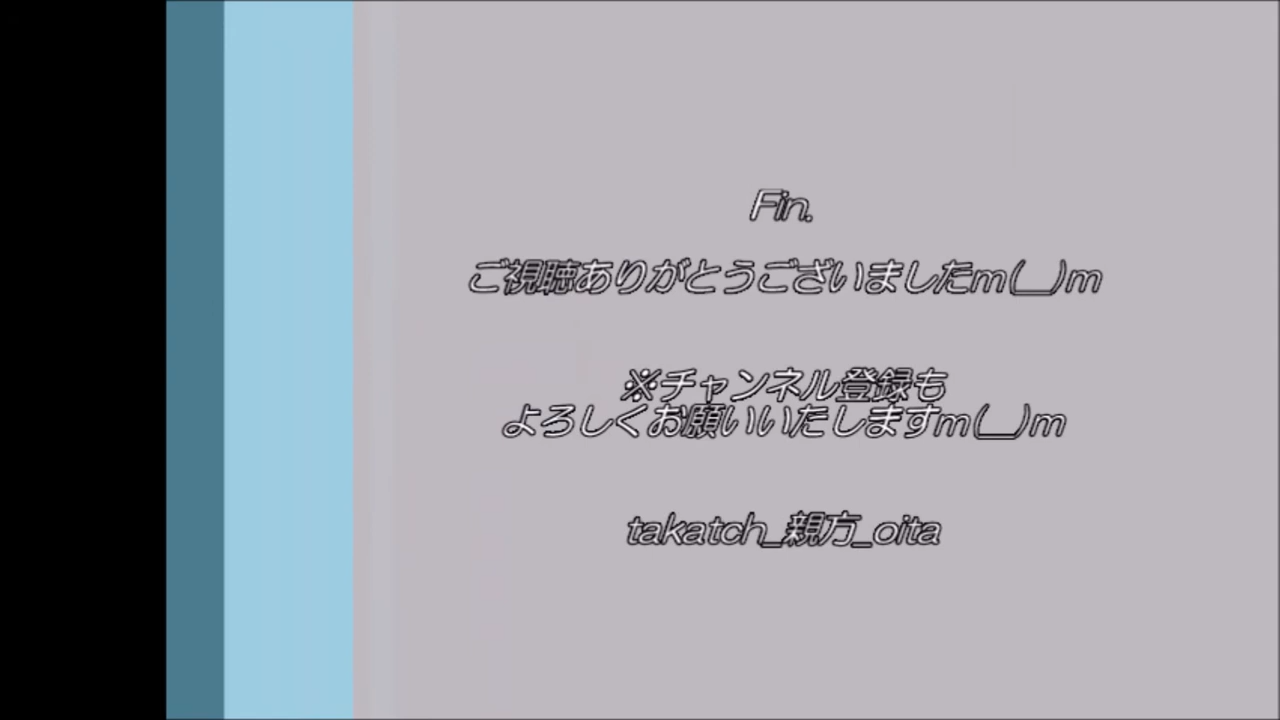 Fin.
ご視聴ありがとうございましたm(__)m
※チャンネル登録も
よろしくお願いいたしますm(__)m
takatch_親方_oita